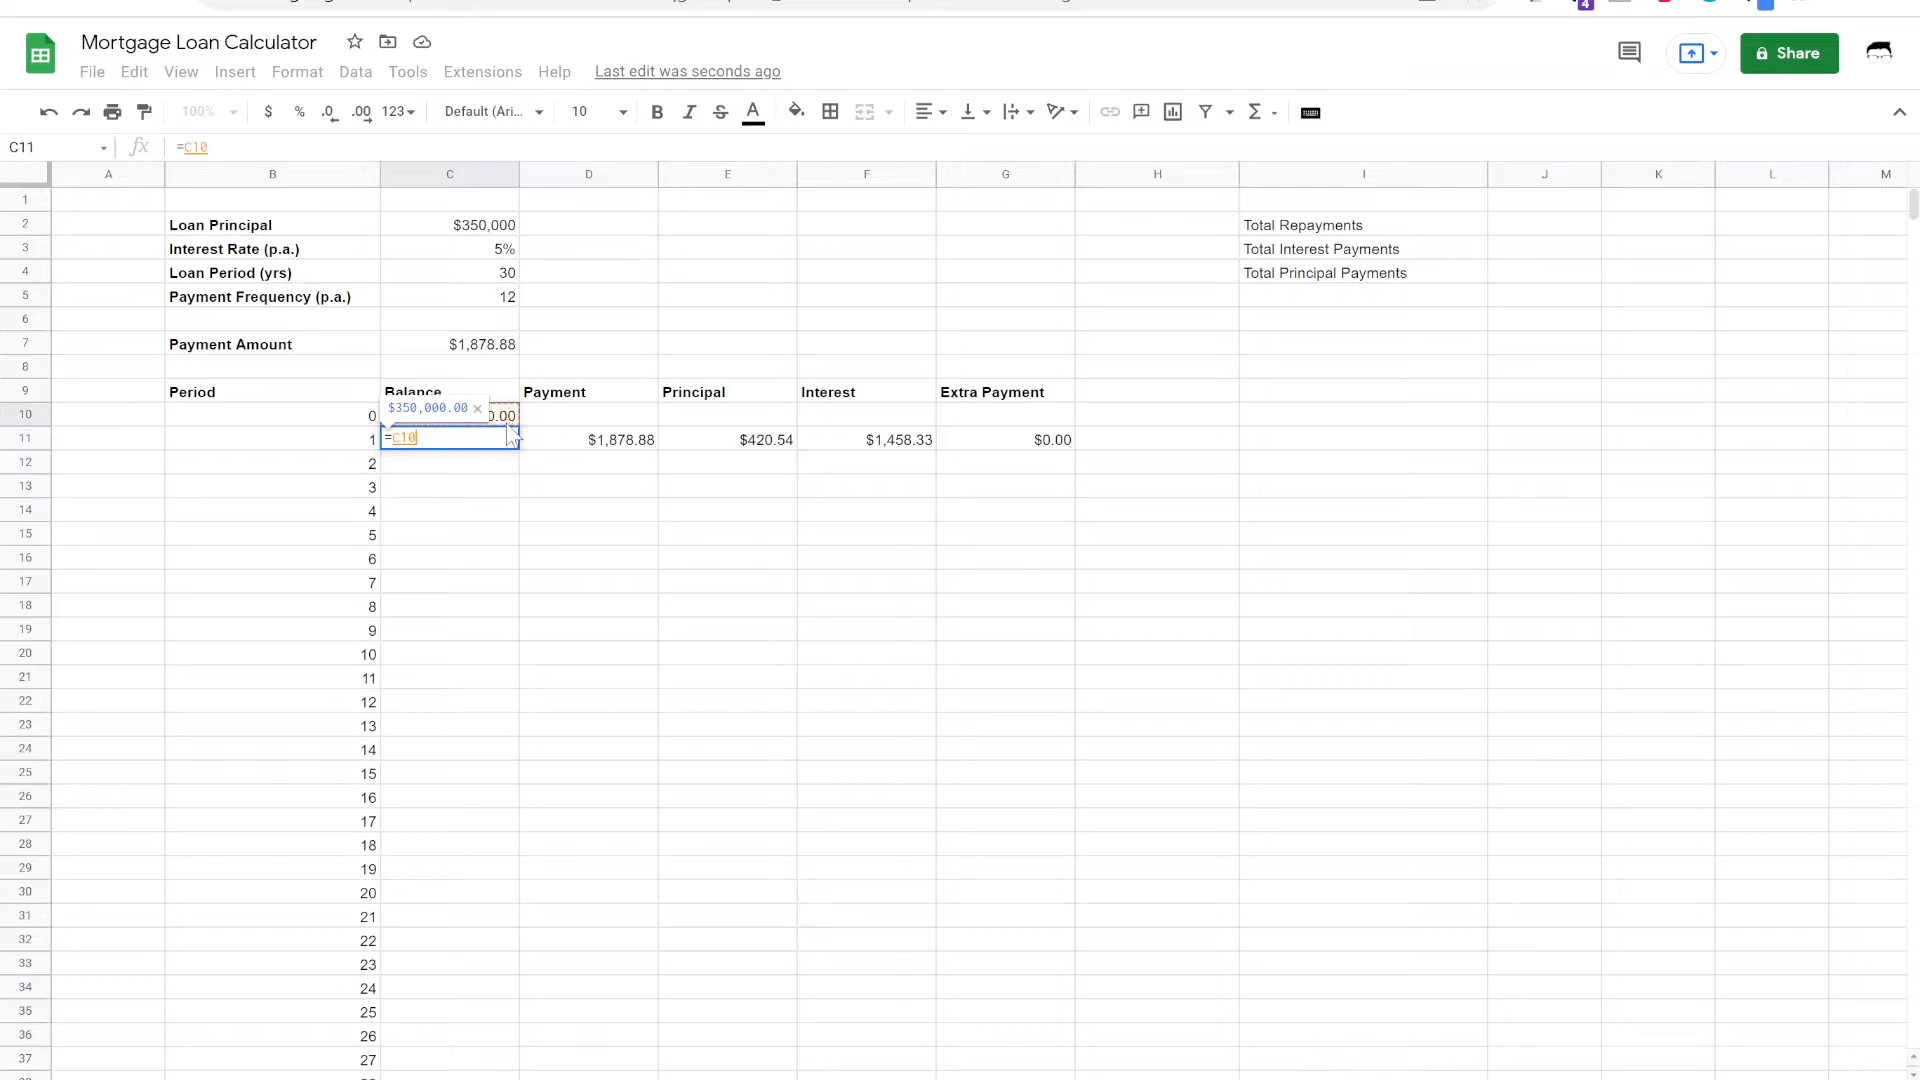 4
Mortgage Loan Calculator
File Edit View Insert Format Data Tools Extensions Help Last edit was seconds ago
Share
100% $ % .0 .00 123 Default (Ari... 10 B I S A
C11 fx =C10
A B C D E F G H I J K L M
1
2 Loan Principal $350,000 Total Repayments
3 Interest Rate (p.a.) 5% Total Interest Payments
4 Loan Period (yrs) 30 Total Principal Payments
5 Payment Frequency (p.a.) 12
6
7 Payment Amount $1,878.88
8
9 Period Balance Payment Principal Interest Extra Payment
$350,000.00 ×
10 0 0.00
11 1 =C10 $1,878.88 $420.54 $1,458.33 $0.00
12 2
13 3
14 4
15 5
16 6
17 7
18 8
19 9
20 10
21 11
22 12
23 13
24 14
25 15
26 16
27 17
28 18
29 19
30 20
31 21
32 22
33 23
34 24
35 25
36 26
37 27